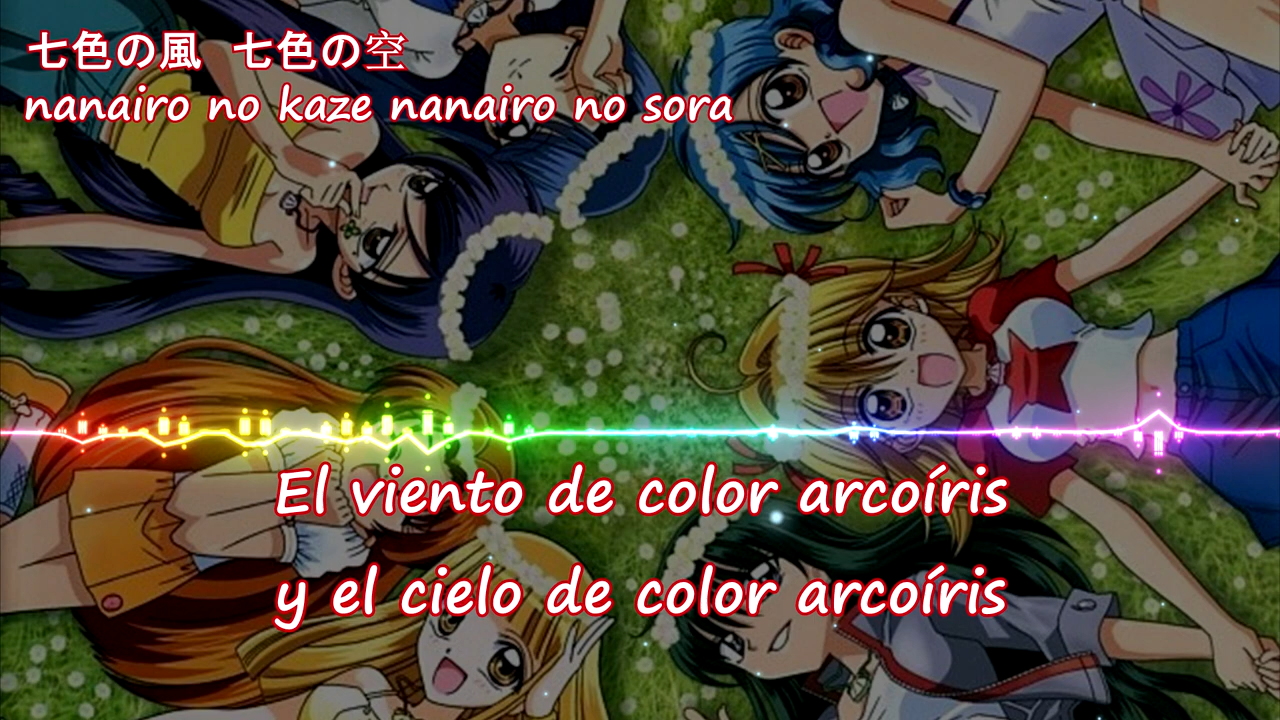 七色の風 七色の空
nanairo no kaze nanairo no sora
El viento de color arcoíris
y el cielo de color arcoíris